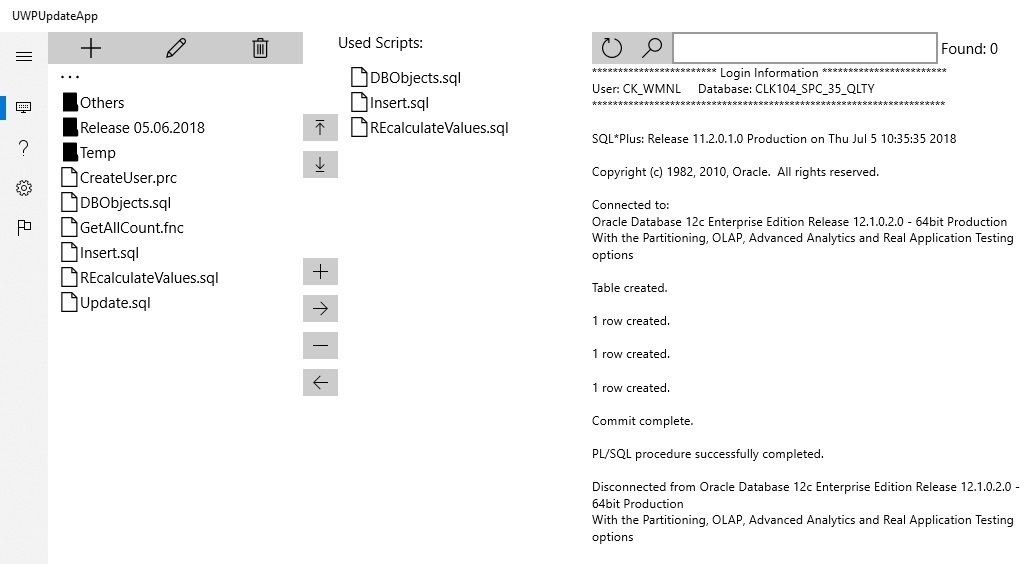 UWPUpdateApp
...
Others
Release 05.06.2018
Temp
CreateUser.prc
DBObjects.sql
GetAllCount.fnc
Insert.sql
REcalculateValues.sql
Update.sql
Used Scripts:
DBObjects.sql
Insert.sql
REcalculateValues.sql
Found: 0
************************ Login Information ************************
User: CK_WMNL Database: CLK104_SPC_35_QLTY
********************************************************************
SQL*Plus: Release 11.2.0.1.0 Production on Thu Jul 5 10:35:35 2018
Copyright (c) 1982, 2010, Oracle. All rights reserved.
Connected to:
Oracle Database 12c Enterprise Edition Release 12.1.0.2.0 - 64bit Production
With the Partitioning, OLAP, Advanced Analytics and Real Application Testing
options
Table created.
1 row created.
1 row created.
1 row created.
Commit complete.
PL/SQL procedure successfully completed.
Disconnected from Oracle Database 12c Enterprise Edition Release 12.1.0.2.0 -
64bit Production
With the Partitioning, OLAP, Advanced Analytics and Real Application Testing
options